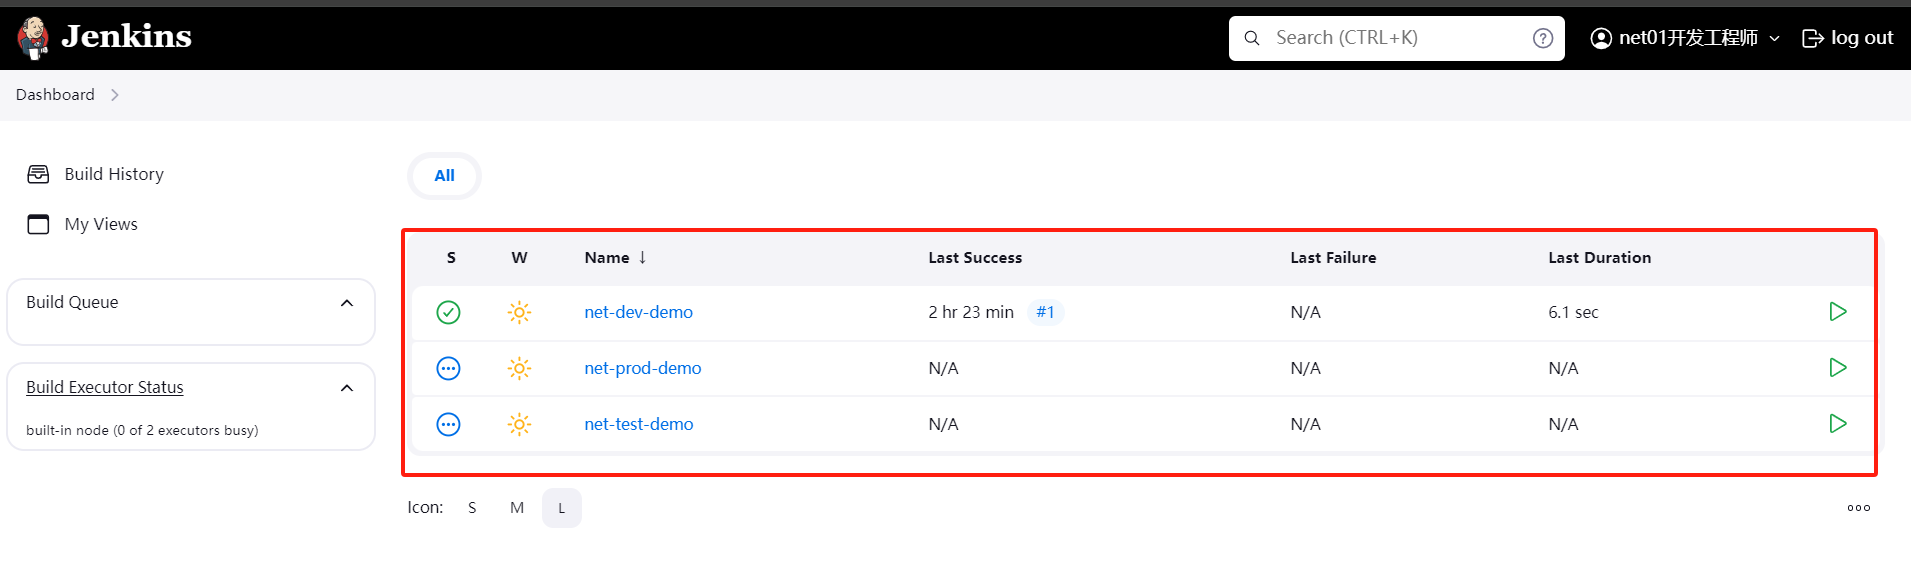 Jenkins
Search (CTRL+K)
net01开发工程师
log out
Dashboard
Build History
My Views
Build Queue
Build Executor Status
built-in node (0 of 2 executors busy)
All
S W Name ↓ Last Success Last Failure Last Duration
net-dev-demo 2 hr 23 min #1 N/A 6.1 sec
net-prod-demo N/A N/A N/A
net-test-demo N/A N/A N/A
Icon: S M L